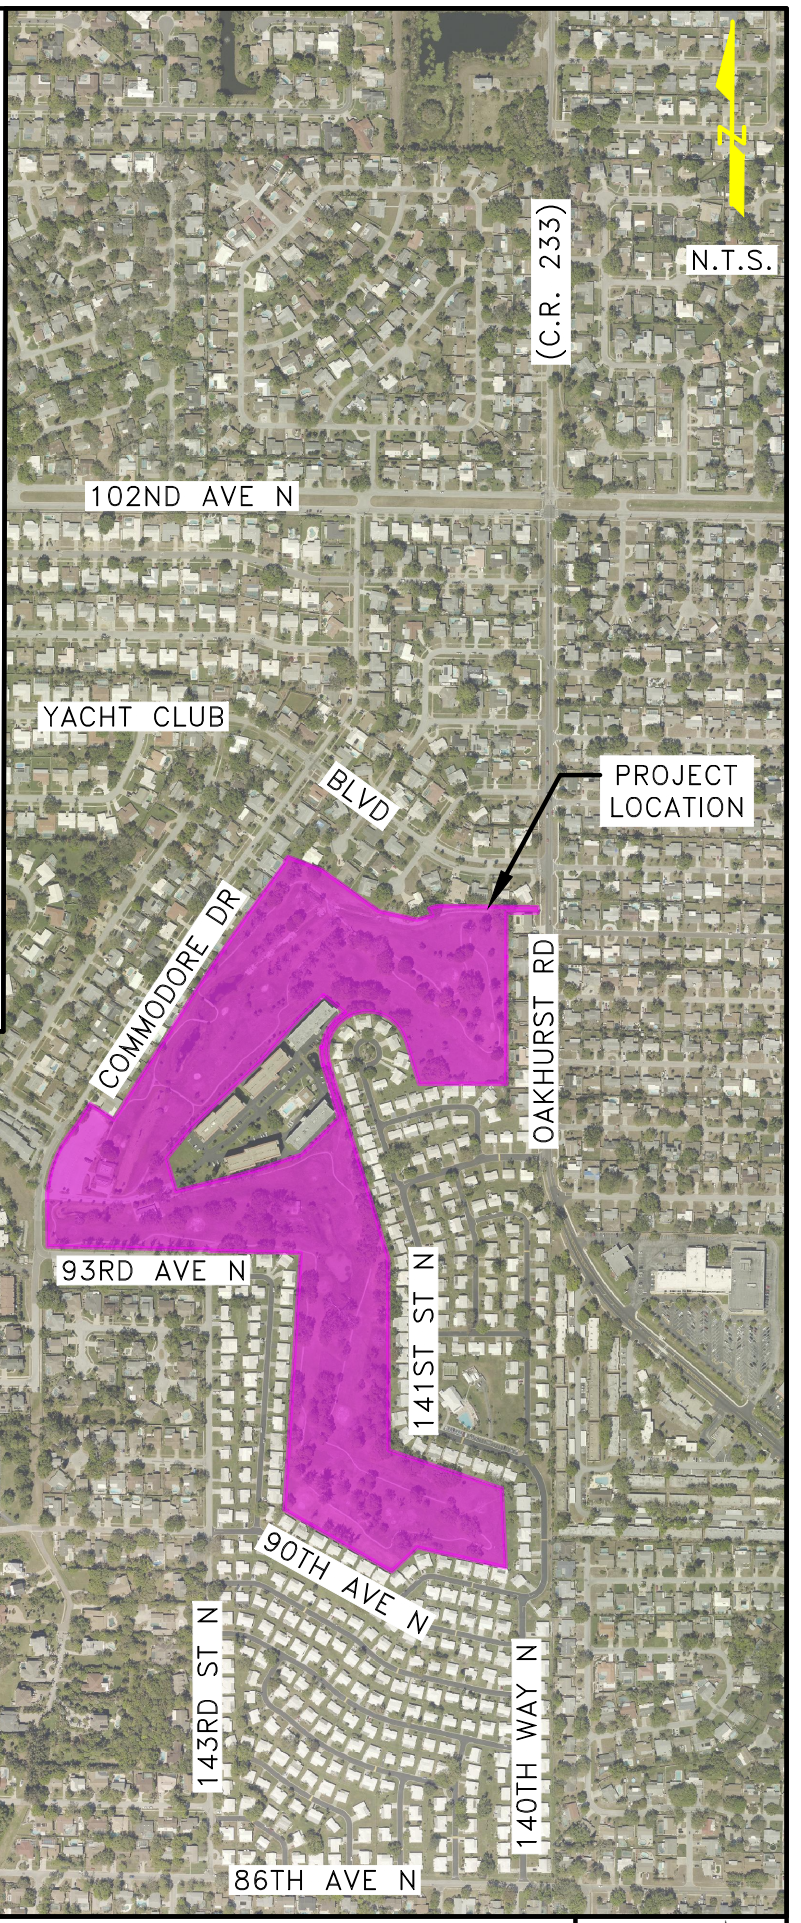 N
N.T.S.
(C.R. 233)
102ND AVE N
YACHT CLUB
BLVD
PROJECT
LOCATION
COMMODORE DR
OAKHURST RD
93RD AVE N
141ST ST N
90TH AVE N
143RD ST N
140TH WAY N
86TH AVE N